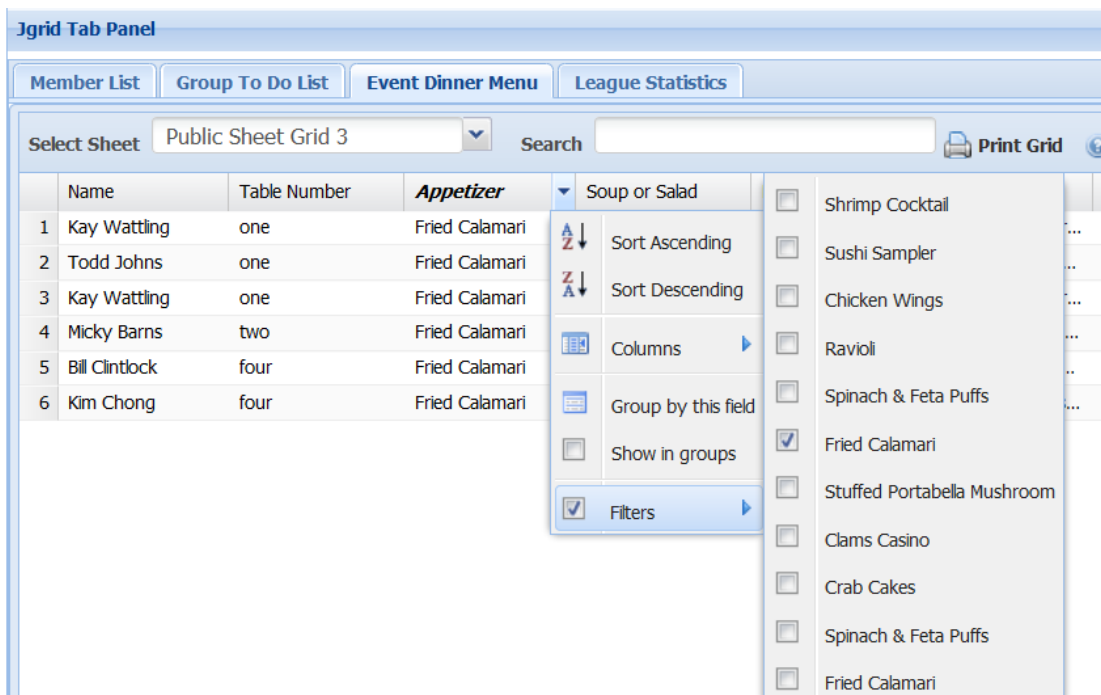 Jgrid Tab Panel
Member List Group To Do List Event Dinner Menu League Statistics
Select Sheet Public Sheet Grid 3 Search Print Grid
Name Table Number Appetizer Soup or Salad
1 Kay Wattling one Fried Calamari
2 Todd Johns one Fried Calamari
3 Kay Wattling one Fried Calamari
4 Micky Barns two Fried Calamari
5 Bill Clintlock four Fried Calamari
6 Kim Chong four Fried Calamari
Sort Ascending
Sort Descending
Columns
Group by this field
Show in groups
Filters
Shrimp Cocktail
Sushi Sampler
Chicken Wings
Ravioli
Spinach & Feta Puffs
Fried Calamari
Stuffed Portabella Mushroom
Clams Casino
Crab Cakes
Spinach & Feta Puffs
Fried Calamari